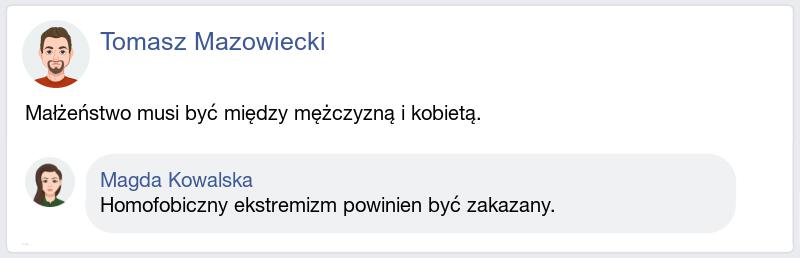 Tomasz Mazowiecki
Małżeństwo musi być między mężczyzną i kobietą.
Magda Kowalska
Homofobiczny ekstremizm powinien być zakazany.